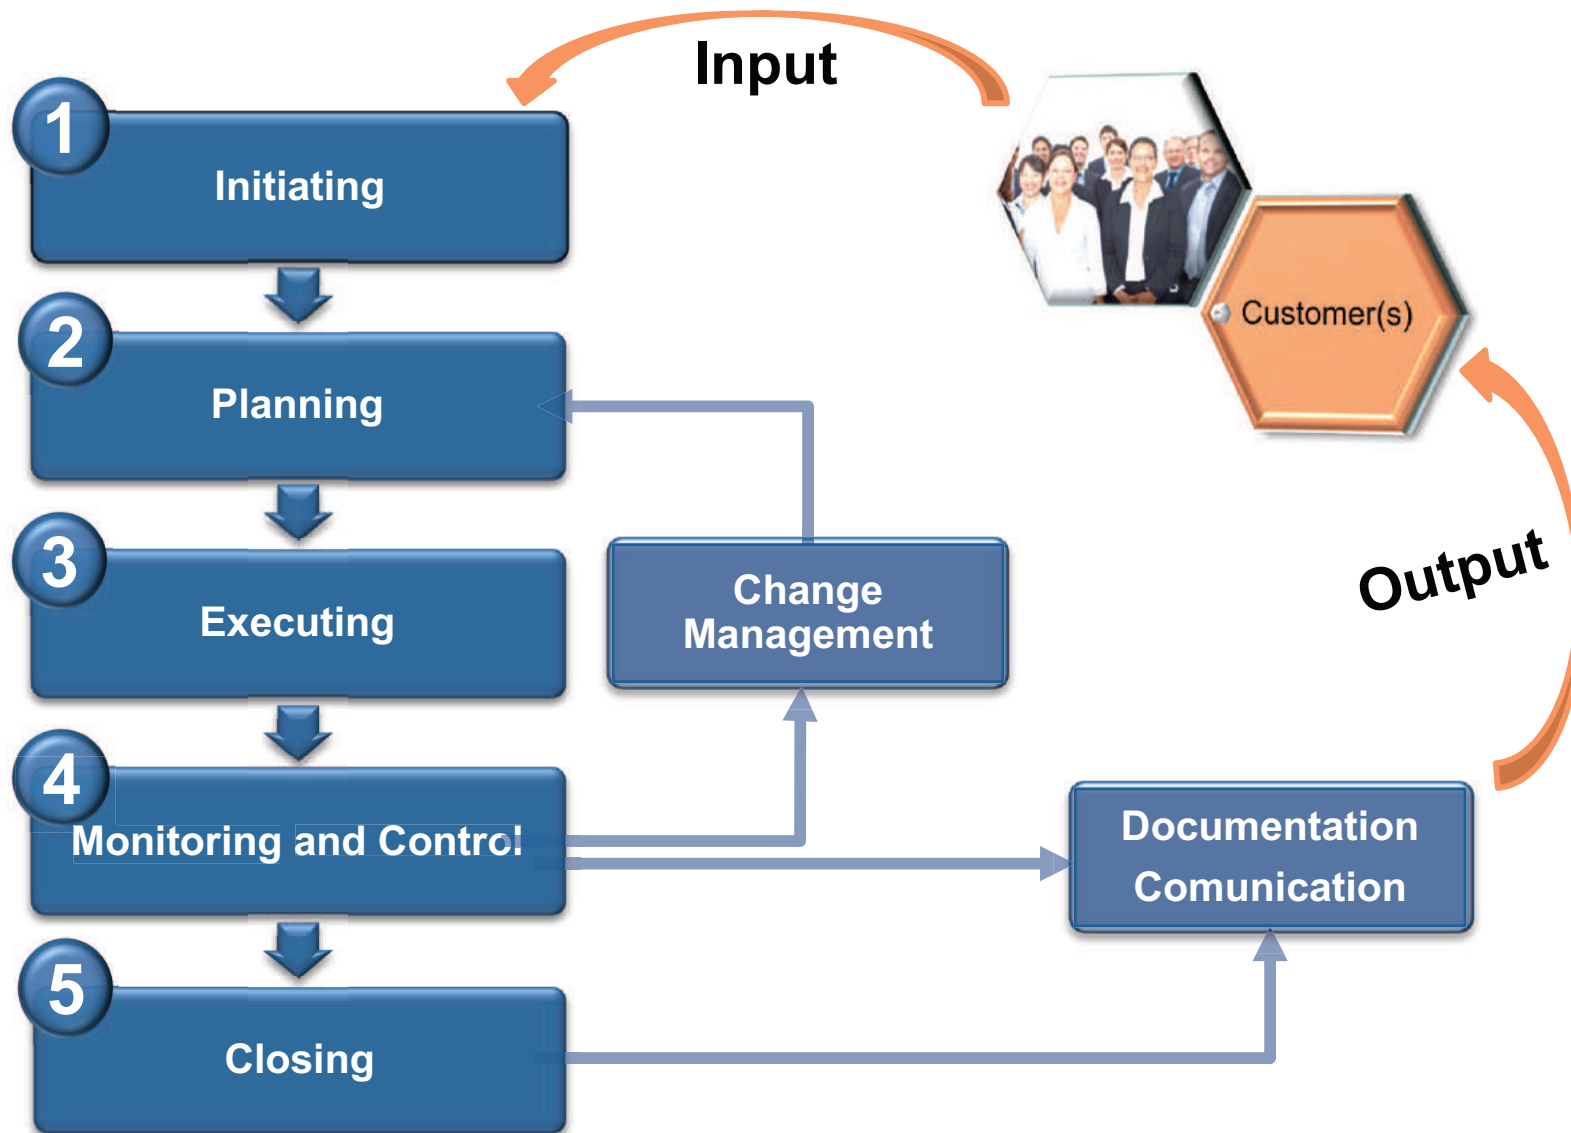 Input
1
Initiating
Customer(s)
2
Planning
3
Executing
Change
Management
Output
4
Monitoring and Control
Documentation
Comunication
5
Closing